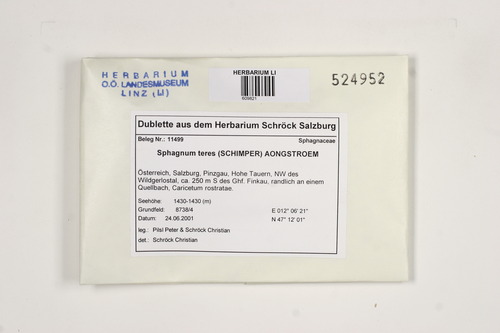 HERBARIUM
O.Ö. LANDESMUSEUM
LINZ (LI)
HERBARIUM LI
609821
524952
Dublette aus dem Herbarium Schröck Salzburg
Beleg Nr.: 11499 Sphagnaceae
Sphagnum teres (SCHIMPER) AONGSTROEM
Österreich, Salzburg, Pinzgau, Hohe Tauern, NW des
Wildgerlostal, ca. 250 m S des Ghf. Finkau, randlich an einem
Quellbach, Caricetum rostratae.
Seehöhe: 1430-1430 (m)
Grundfeld: 8738/4 E 012° 06' 21"
Datum: 24.06.2001 N 47° 12' 01"
leg.: Pilsl Peter & Schröck Christian
det.: Schröck Christian